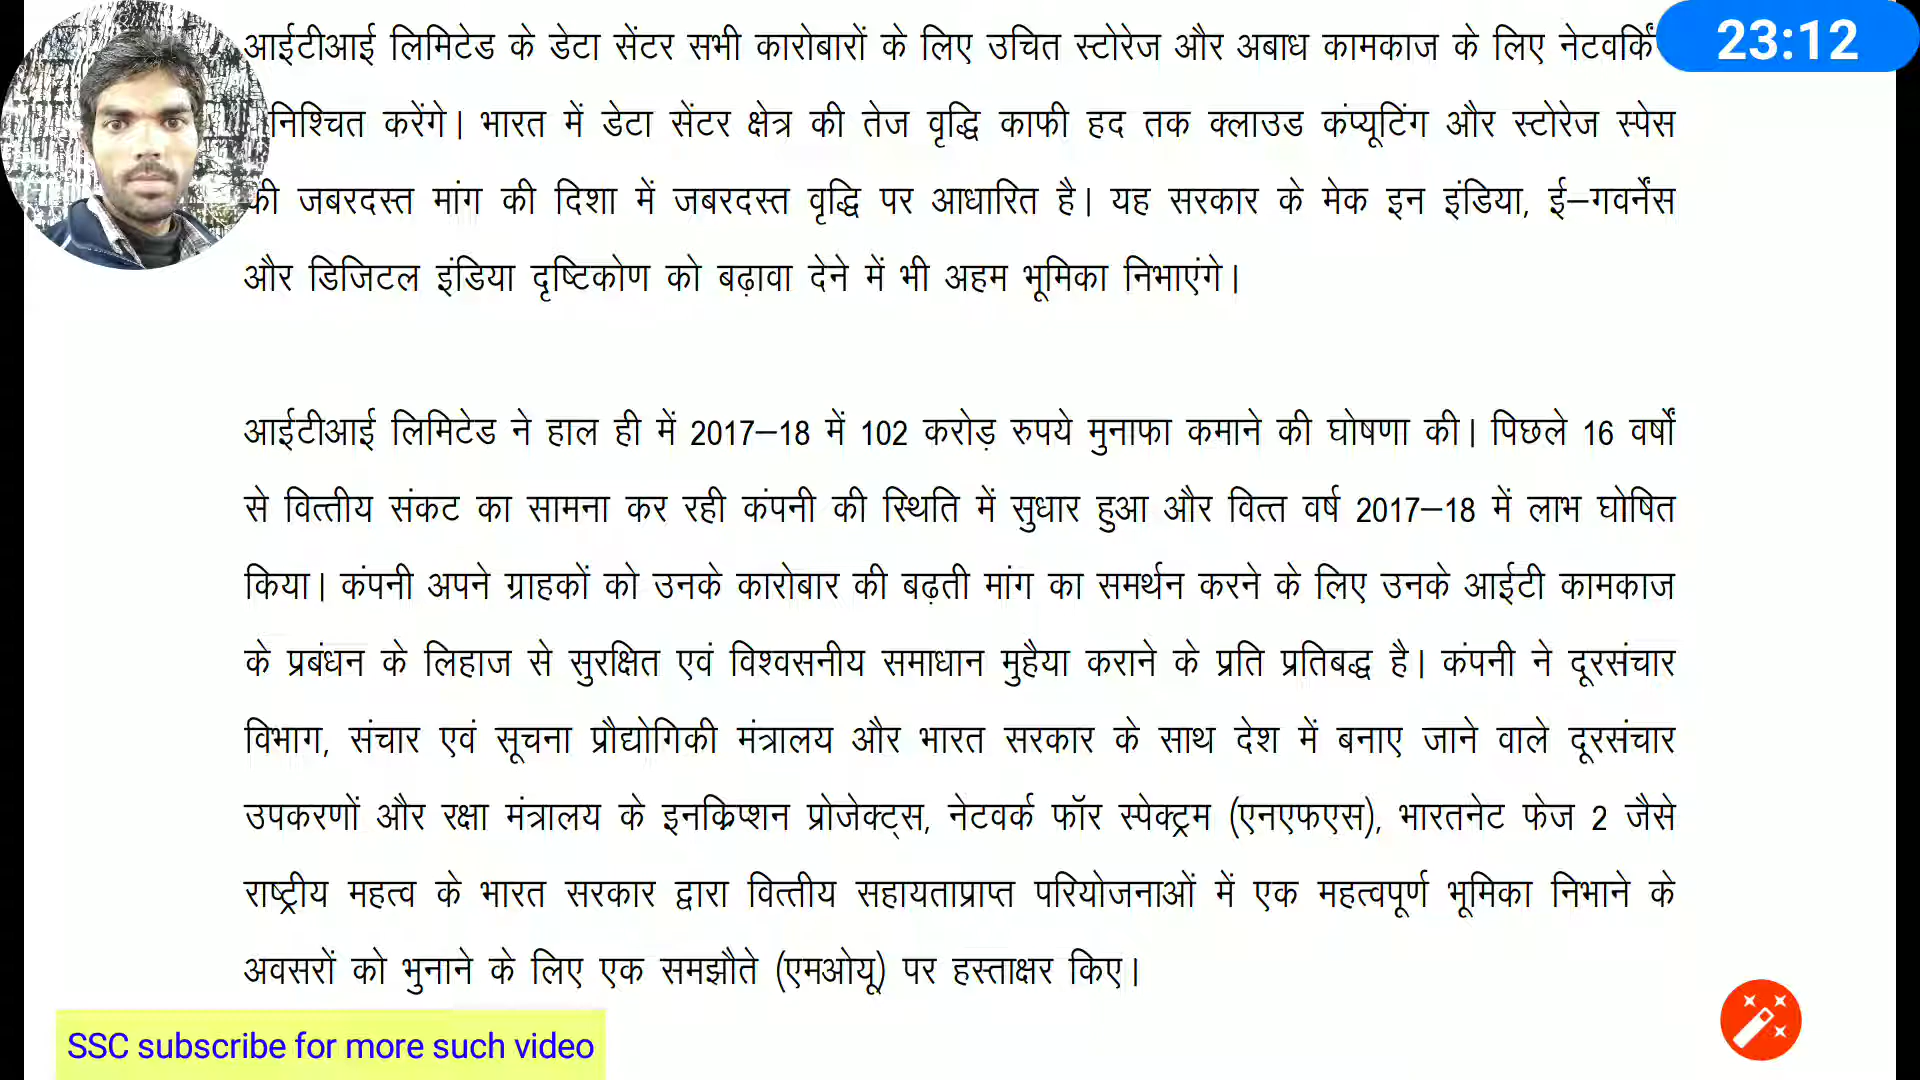 आईटीआई लिमिटेड के डेटा सेंटर सभी कारोबारों के लिए उचित स्टोरेज और अबाध कामकाज के लिए
23:12
करेंगे। भारत में डेटा सेंटर क्षेत्र की तेज वृद्धि काफी हद तक क्लाउड कंप्यूटिंग और स्टोरेज स्पेस
की जबरदस्त मांग की दिशा में जबरदस्त वृद्धि पर आधारित है। यह सरकार के मेक इन इंडिया, ई–गवर्नेंस
और डिजिटल इंडिया दृष्टिकोण को बढ़ावा देने में भी अहम भूमिका निभाएंगे।
आईटीआई लिमिटेड ने हाल ही में 2017–18 में 102 करोड़ रुपये मुनाफा कमाने की घोषणा की। पिछले 16 वर्षों
से वित्तीय संकट का सामना कर रही कंपनी की स्थिति में सुधार हुआ और वित्त वर्ष 2017–18 में लाभ घोषित
किया। कंपनी अपने ग्राहकों को उनके कारोबार की बढ़ती मांग का समर्थन करने के लिए उनके आईटी कामकाज
के प्रबंधन के लिहाज से सुरक्षित एवं विश्वसनीय समाधान मुहैया कराने के प्रति प्रतिबद्ध है। कंपनी ने दूरसंचार
विभाग, संचार एवं सूचना प्रौद्योगिकी मंत्रालय और भारत सरकार के साथ देश में बनाए जाने वाले दूरसंचार
उपकरणों और रक्षा मंत्रालय के इनक्रिप्शन प्रोजेक्ट्स, नेटवर्क फॉर स्पेक्ट्रम (एनएफएस), भारतनेट फेज 2 जैसे
राष्ट्रीय महत्व के भारत सरकार द्वारा वित्तीय सहायताप्राप्त परियोजनाओं में एक महत्वपूर्ण भूमिका निभाने के
अवसरों को भुनाने के लिए एक समझौते (एमओयू) पर हस्ताक्षर किए।
SSC subscribe for more such video